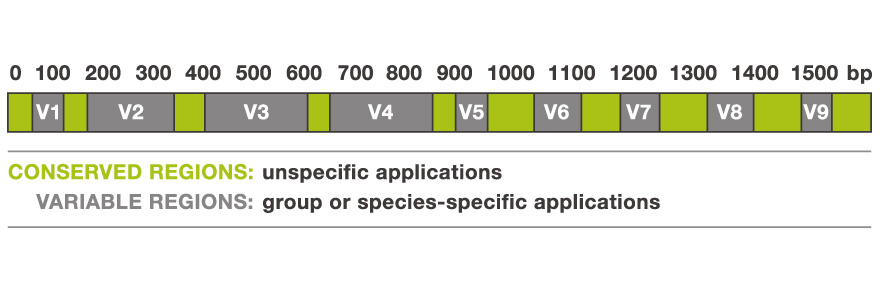 0 100 200 300 400 500 600 700 800 900 1000 1100 1200 1300 1400 1500 bp
V1 V2 V3 V4 V5 V6 V7 V8 V9
CONSERVED REGIONS: unspecific applications
VARIABLE REGIONS: group or species-specific applications